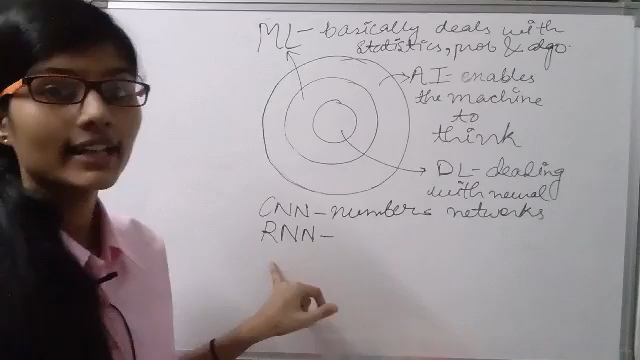 ML - basically deals with
statistics, prob & algo.
AI - enables
the machine
to
think
DL - dealing
with neural
networks
CNN - numbers
RNN -